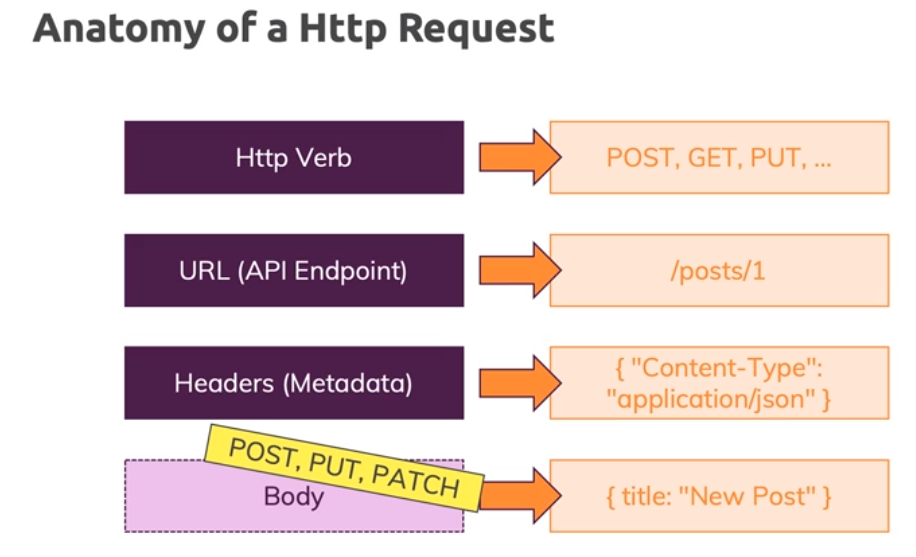 Anatomy of a Http Request
Http Verb
POST, GET, PUT, ...
URL (API Endpoint)
/posts/1
Headers (Metadata)
{ "Content-Type":
"application/json" }
POST, PUT, PATCH
Body
{ title: "New Post" }